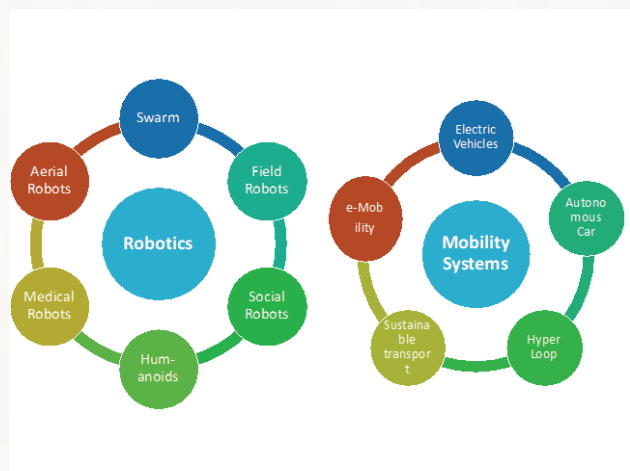 Swarm
Aerial
Robots
Field
Robots
Robotics
Medical
Robots
Social
Robots
Hum-
anoids
Electric
Vehicles
e-Mob
ility
Autono
mous
Car
Mobility
Systems
Sustaina
ble
transpor
t
Hyper
Loop